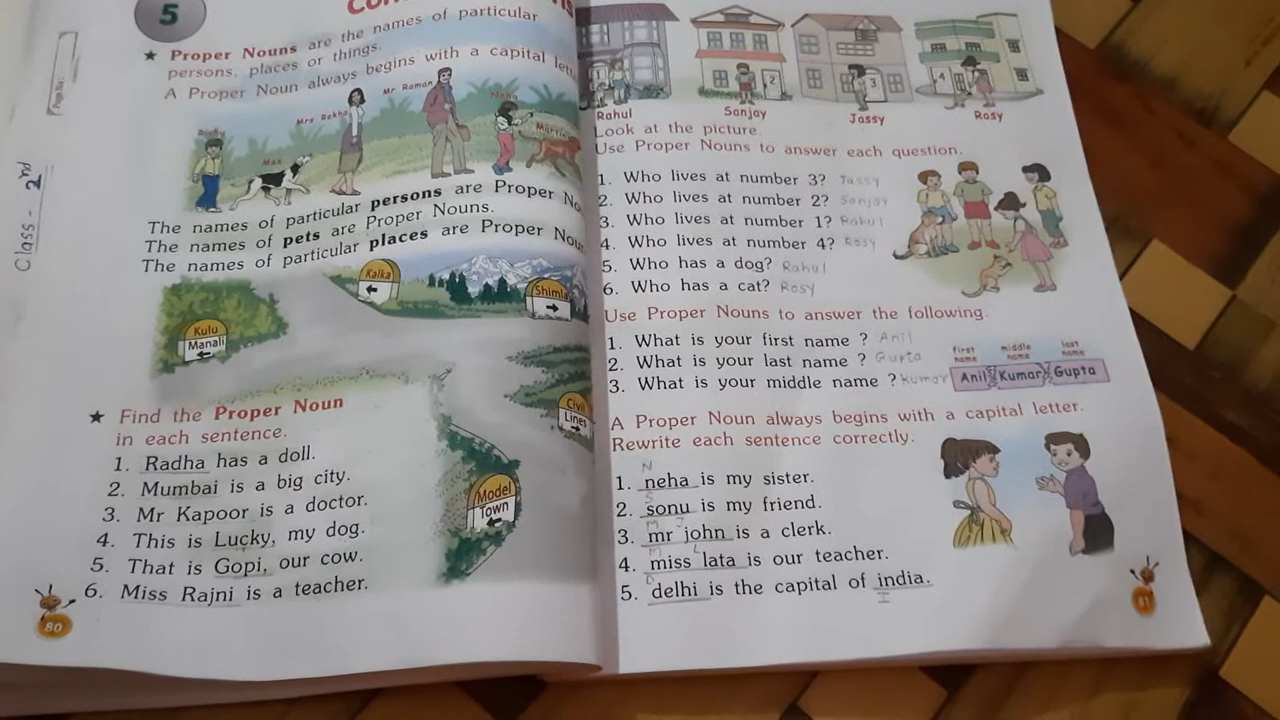 Class - 2nd
Page No.
5
★ Proper Nouns are the names of particular
persons, places or things.
A Proper Noun always begins with a capital
Mrs Rekha
Mr Raman
Neha
Max
The names of particular persons are Proper
The names of pets are Proper Nouns.
The names of particular places are Proper
Kalka
Shimla
Kulu
Manali
Civil
Lines
Model
Town
★ Find the Proper Noun
in each sentence.
1. Radha has a doll.
2. Mumbai is a big city.
3. Mr Kapoor is a doctor.
4. This is Lucky, my dog.
5. That is Gopi, our cow.
6. Miss Rajni is a teacher.
80
1
2
3
4
Rahul
Sanjay
Jassy
Rosy
Look at the picture.
Use Proper Nouns to answer each question.
1. Who lives at number 3? Jassy
2. Who lives at number 2? Sanjay
3. Who lives at number 1? Rahul
4. Who lives at number 4? Rosy
5. Who has a dog? Rahul
6. Who has a cat? Rosy
Use Proper Nouns to answer the following.
1. What is your first name ? Anil
2. What is your last name ? Gupta
3. What is your middle name ? Kumar
first name
middle name
last name
Anil Kumar Gupta
A Proper Noun always begins with a capital letter.
Rewrite each sentence correctly.
N
1. neha is my sister.
S
2. sonu is my friend.
M J
3. mr john is a clerk.
M L
4. miss lata is our teacher.
D
5. delhi is the capital of india.
I
81